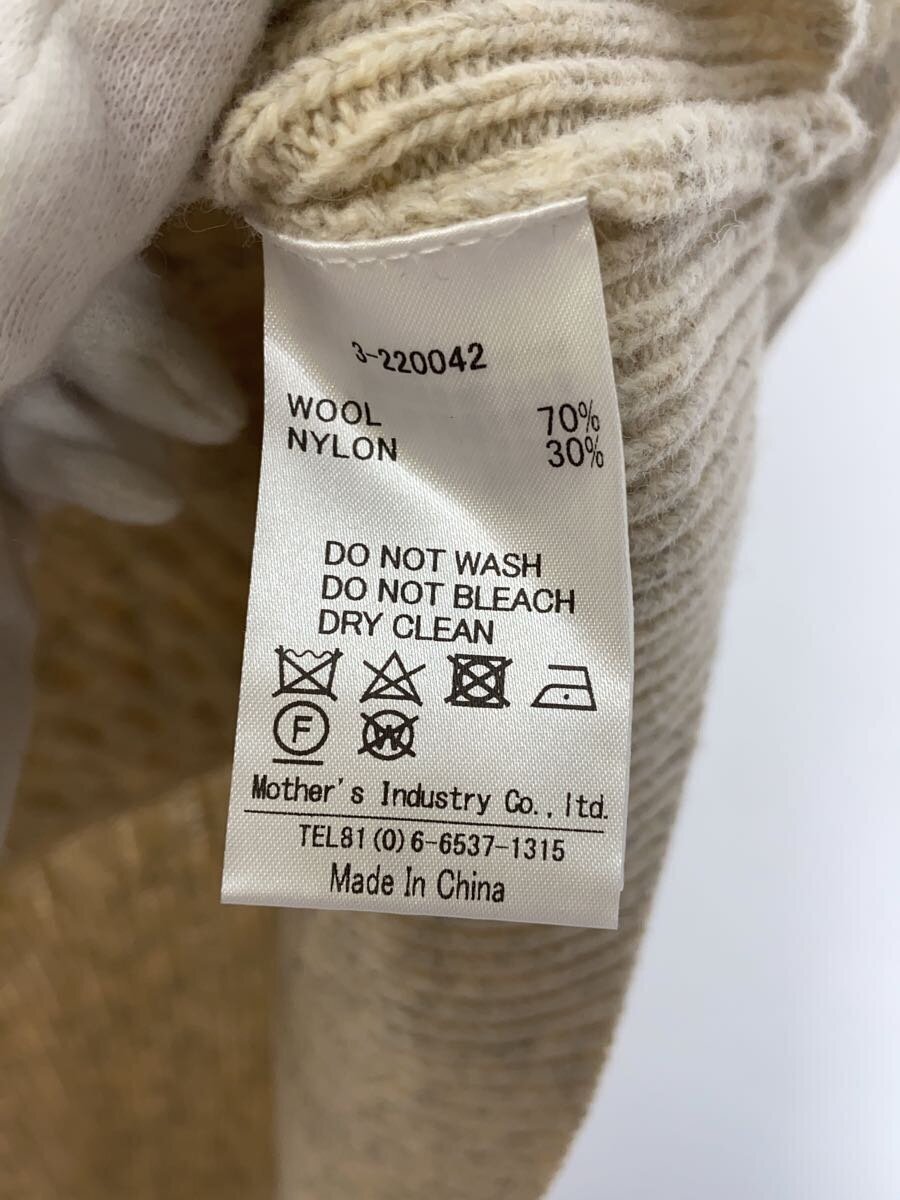 3-220042
WOOL 70%
NYLON 30%
DO NOT WASH
DO NOT BLEACH
DRY CLEAN
F W
Mother's Industry Co., ltd.
TEL81(0)6-6537-1315
Made In China